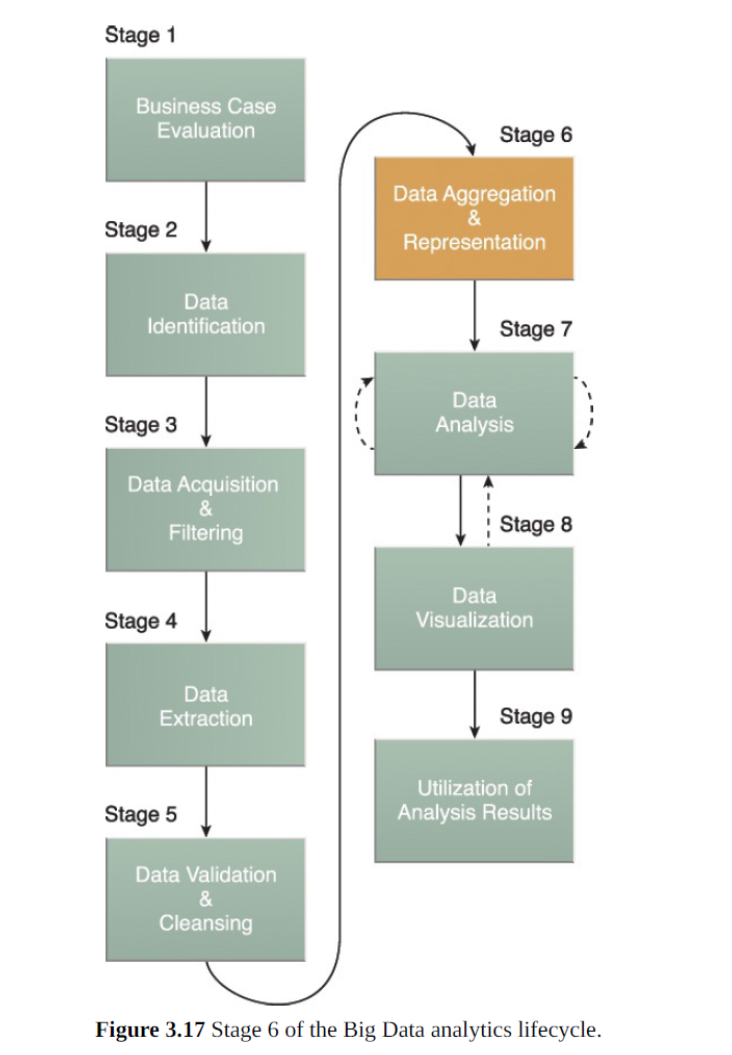 Stage 1
Business Case
Evaluation
Stage 2
Data
Identification
Stage 3
Data Acquisition
&
Filtering
Stage 4
Data
Extraction
Stage 5
Data Validation
&
Cleansing
Stage 6
Data Aggregation
&
Representation
Stage 7
Data
Analysis
Stage 8
Data
Visualization
Stage 9
Utilization of
Analysis Results
Figure 3.17 Stage 6 of the Big Data analytics lifecycle.